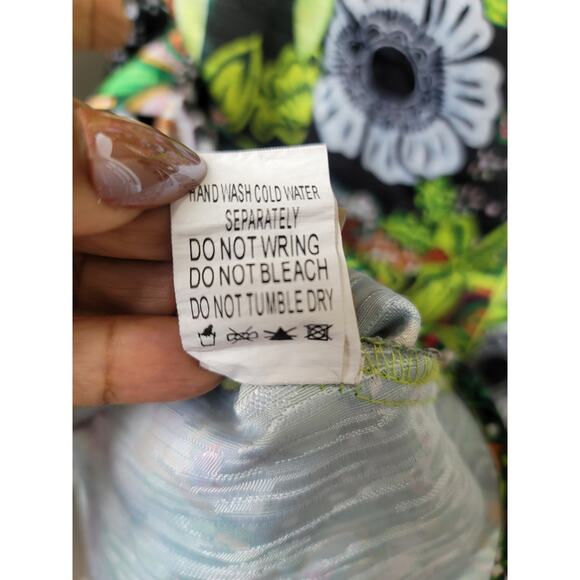 HAND WASH COLD WATER
SEPARATELY
DO NOT WRING
DO NOT BLEACH
DO NOT TUMBLE DRY